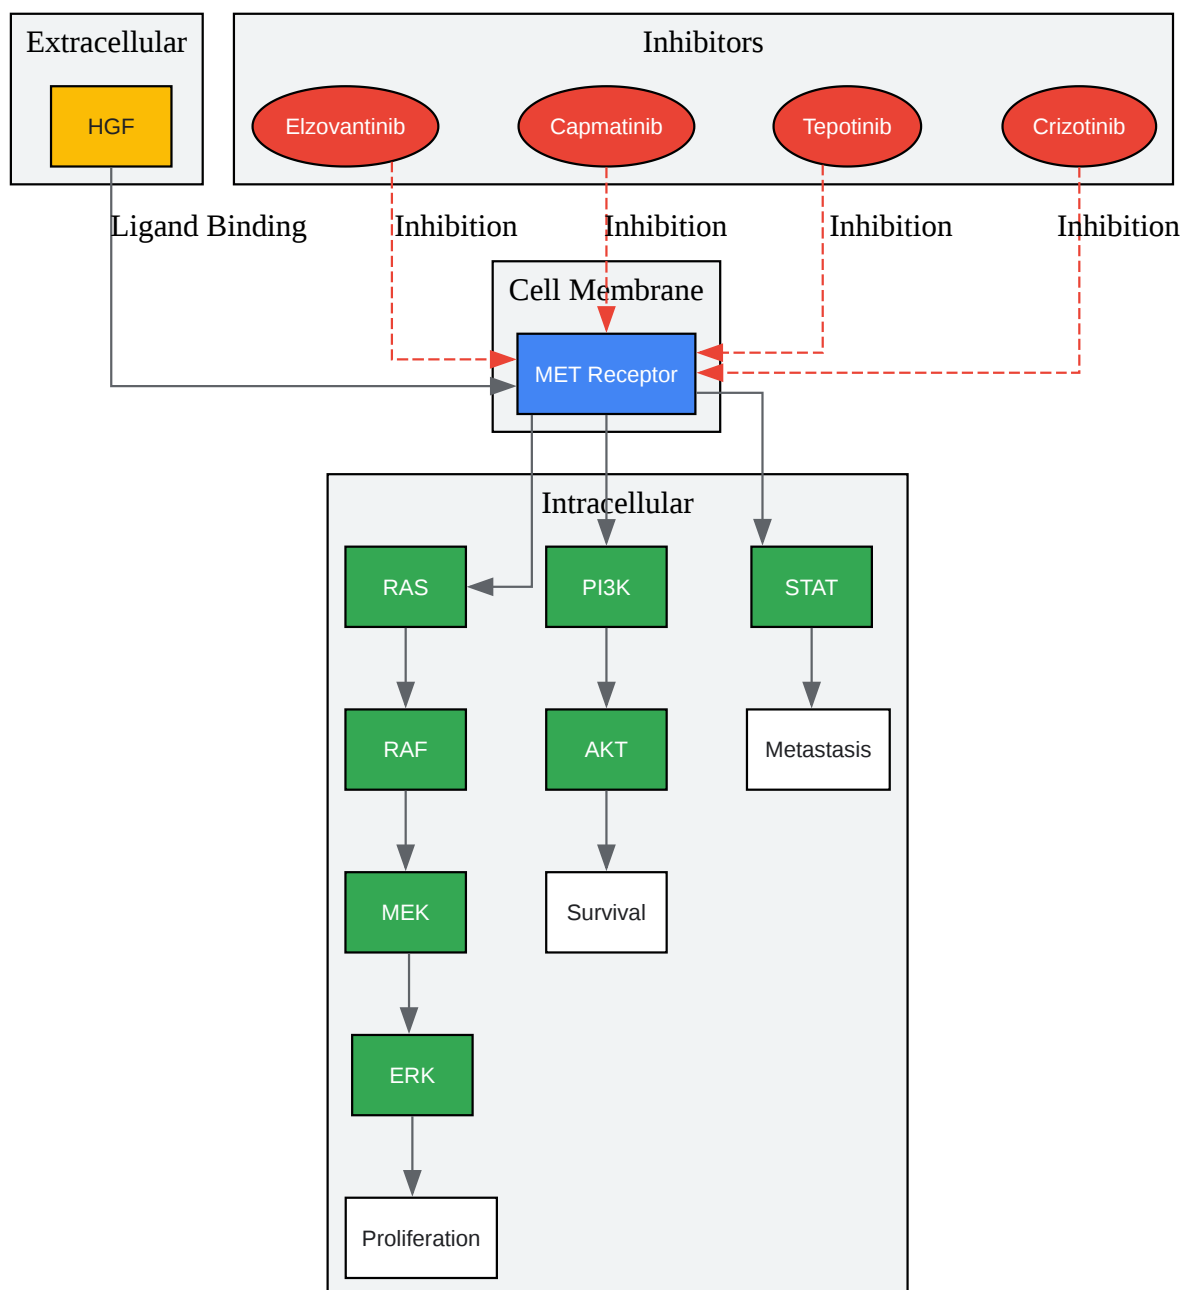 Extracellular
Inhibitors
HGF
Elzovantinib
Capmatinib
Tepotinib
Crizotinib
Ligand Binding
Inhibition
Inhibition
Inhibition
Inhibition
Cell Membrane
MET Receptor
Intracellular
RAS
PI3K
STAT
RAF
AKT
Metastasis
MEK
Survival
ERK
Proliferation